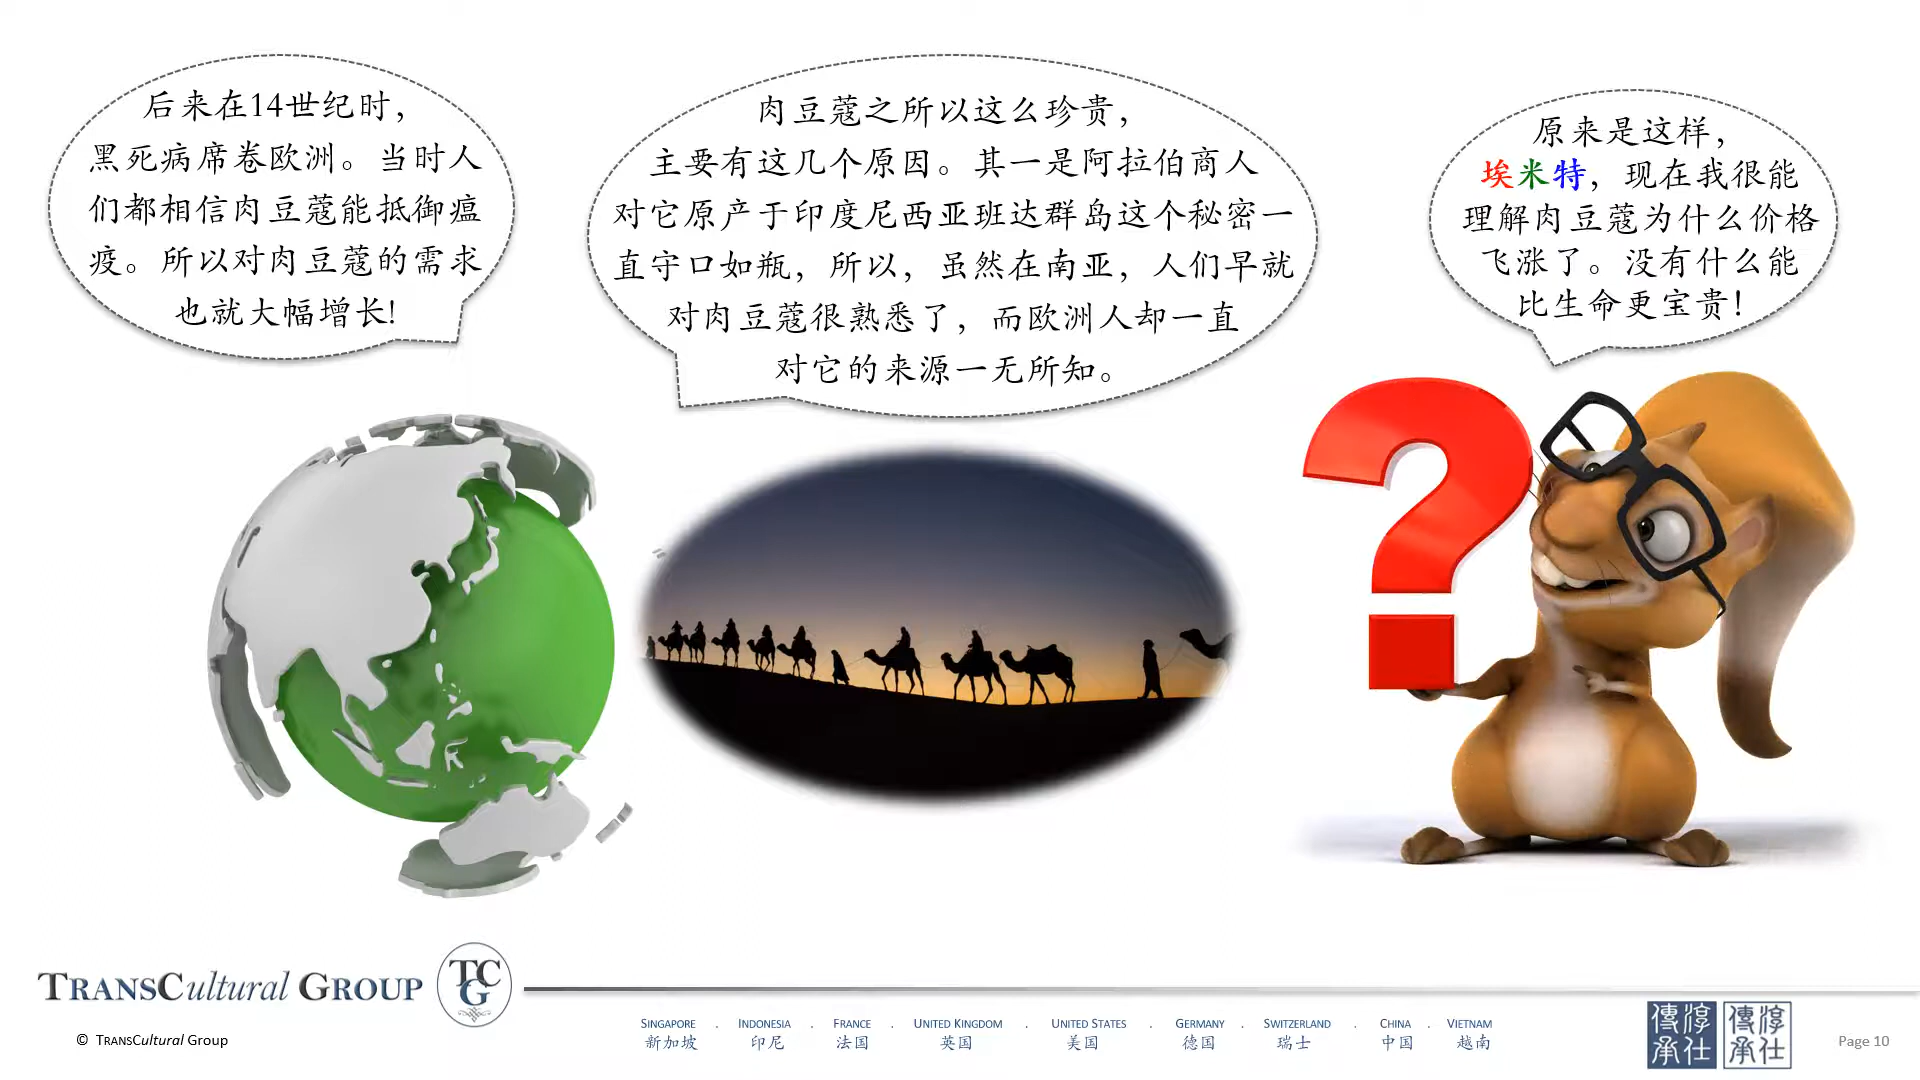 后来在14世纪时，
黑死病席卷欧洲。当时人
们都相信肉豆蔻能抵御瘟
疫。所以对肉豆蔻的需求
也就大幅增长!
肉豆蔻之所以这么珍贵，
主要有这几个原因。其一是阿拉伯商人
对它原产于印度尼西亚班达群岛这个秘密一
直守口如瓶，所以，虽然在南亚，人们早就
对肉豆蔻很熟悉了，而欧洲人却一直
对它的来源一无所知。
原来是这样，
埃米特，现在我很能
理解肉豆蔻为什么价格
飞涨了。没有什么能
比生命更宝贵！
TRANSCultural GROUP
TCG
© TRANSCultural Group
SINGAPORE . INDONESIA . FRANCE . UNITED KINGDOM . UNITED STATES . GERMANY . SWITZERLAND . CHINA . VIETNAM
新加坡 印尼 法国 英国 美国 德国 瑞士 中国 越南
傳淳 傳淳
承仕 承仕
Page 10